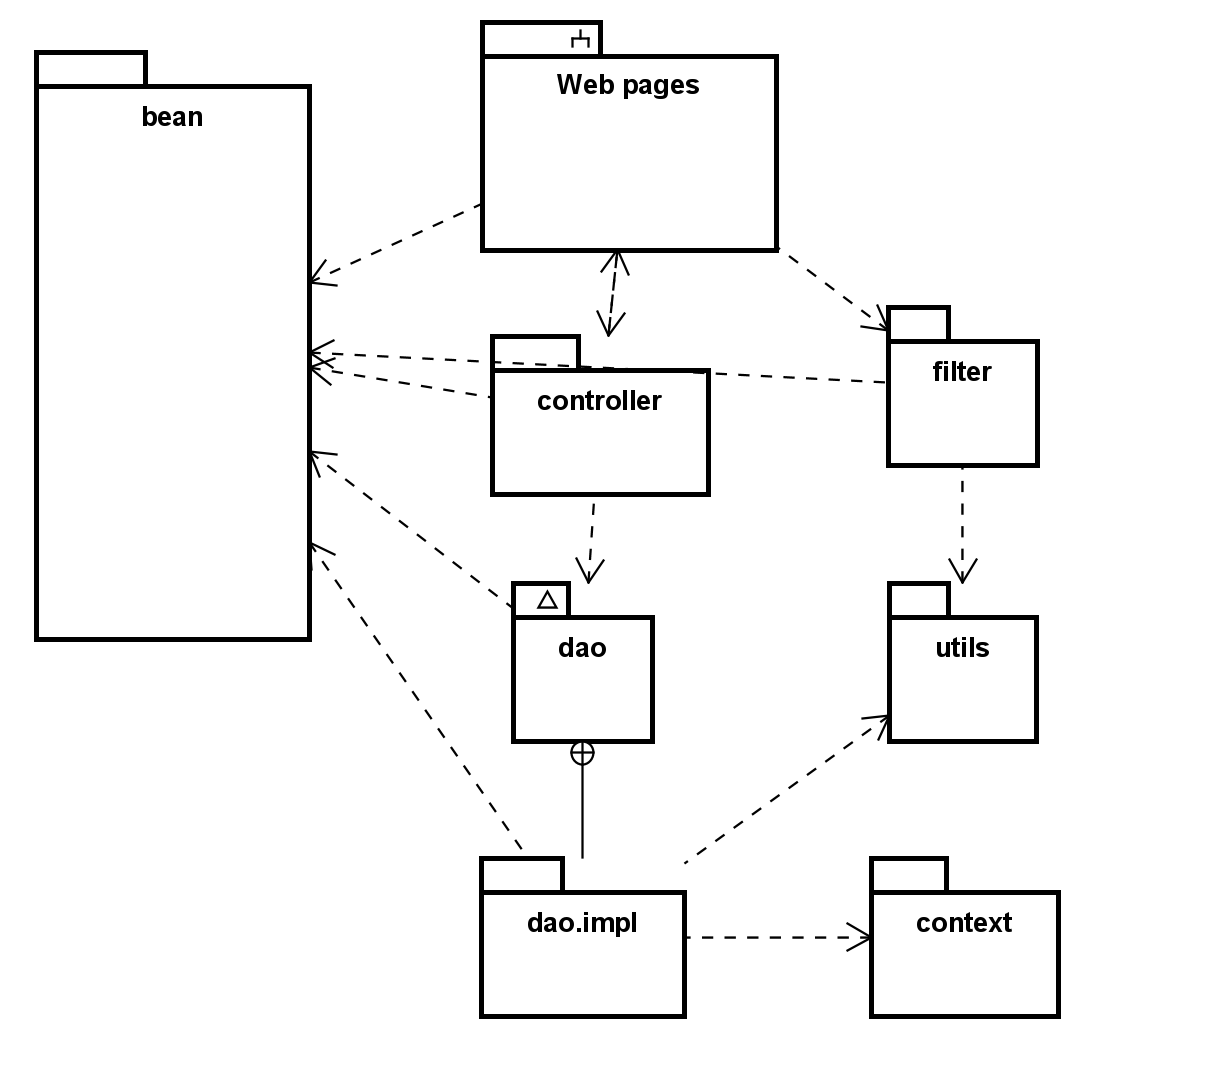 Web pages
bean
filter
controller
dao
utils
dao.impl
context